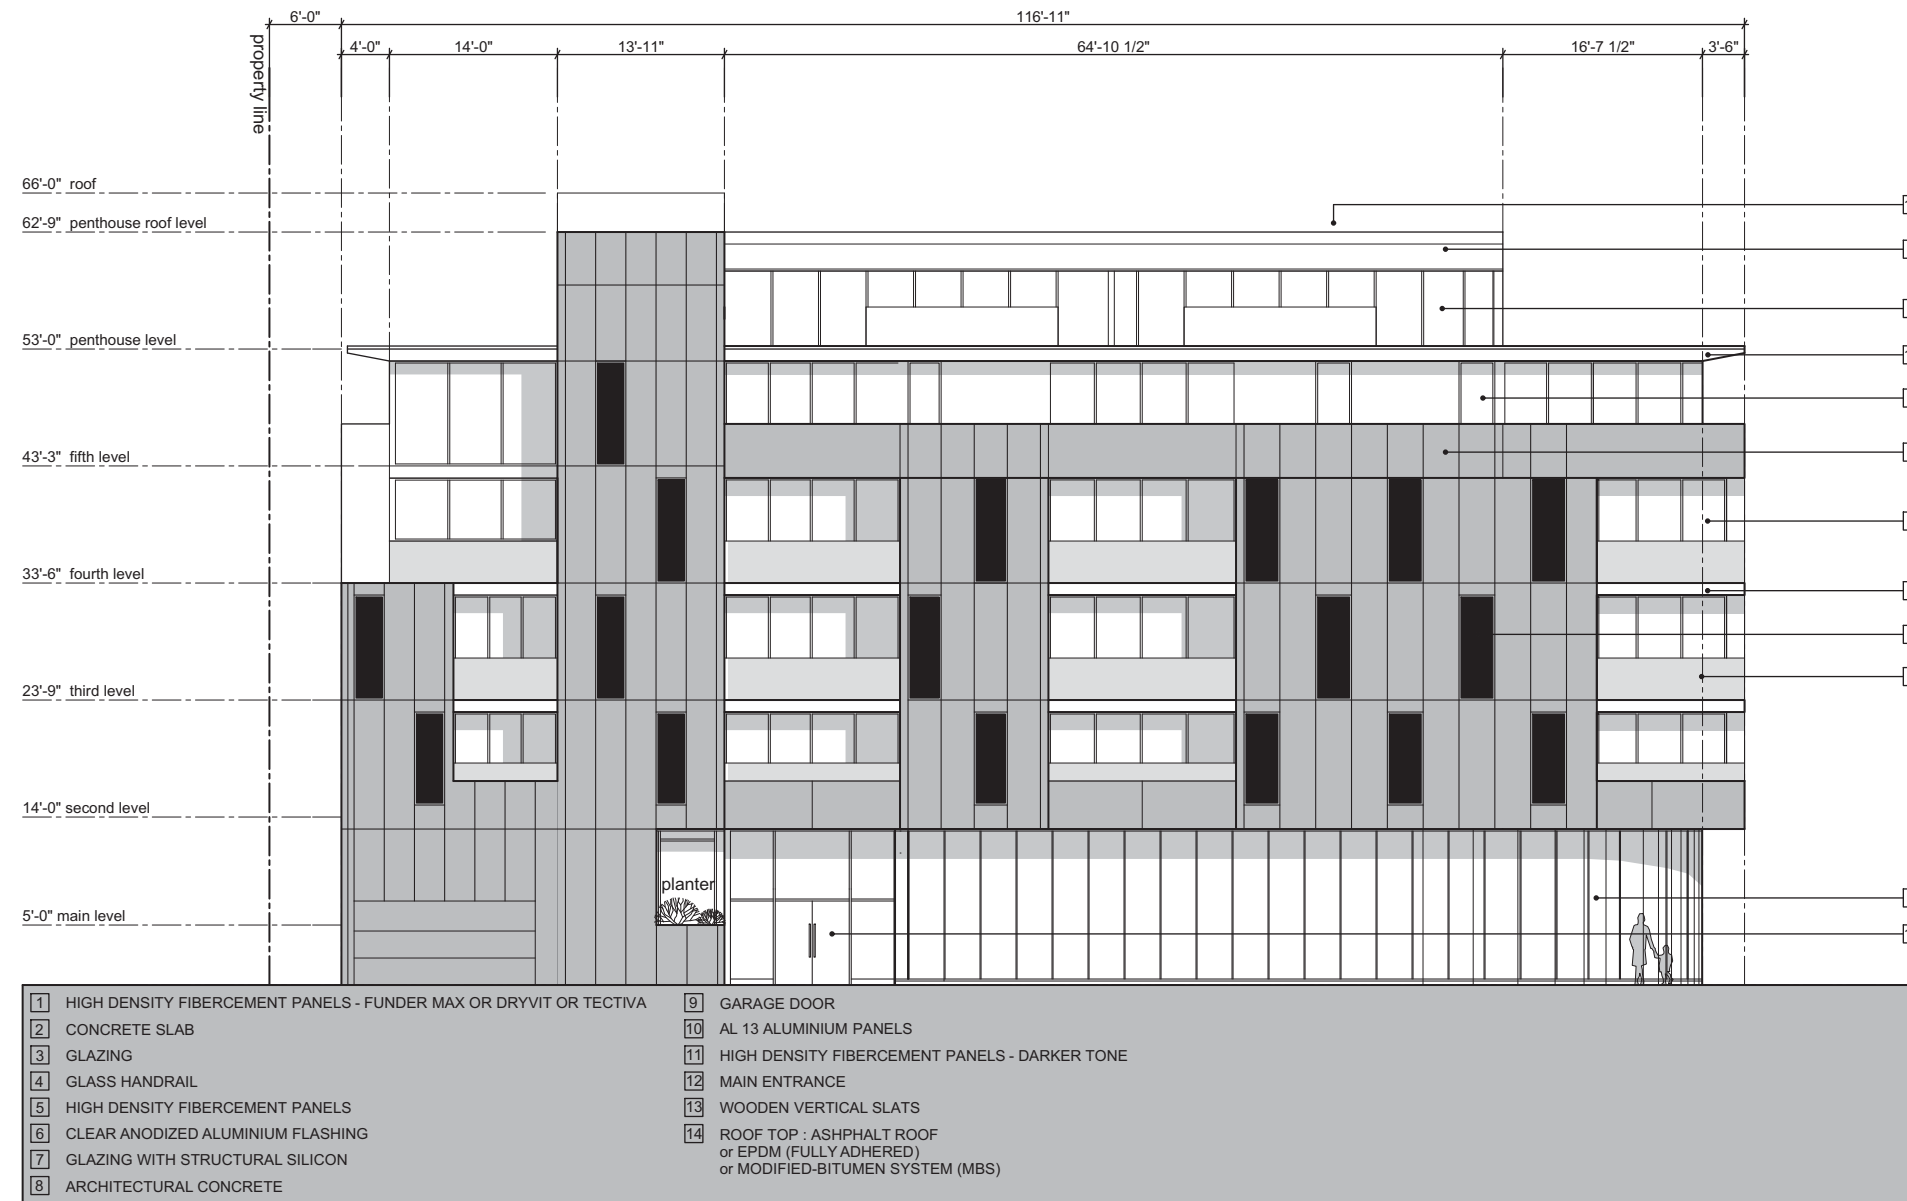 6'-0"
116'-11"
property line
4'-0"
14'-0"
13'-11"
64'-10 1/2"
16'-7 1/2"
3'-6"
66'-0" roof
62'-9" penthouse roof level
53'-0" penthouse level
43'-3" fifth level
33'-6" fourth level
23'-9" third level
14'-0" second level
planter
5'-0" main level
1 HIGH DENSITY FIBERCEMENT PANELS - FUNDER MAX OR DRYVIT OR TECTIVA
2 CONCRETE SLAB
3 GLAZING
4 GLASS HANDRAIL
5 HIGH DENSITY FIBERCEMENT PANELS
6 CLEAR ANODIZED ALUMINIUM FLASHING
7 GLAZING WITH STRUCTURAL SILICON
8 ARCHITECTURAL CONCRETE
9 GARAGE DOOR
10 AL 13 ALUMINIUM PANELS
11 HIGH DENSITY FIBERCEMENT PANELS - DARKER TONE
12 MAIN ENTRANCE
13 WOODEN VERTICAL SLATS
14 ROOF TOP : ASHPHALT ROOF
or EPDM (FULLY ADHERED)
or MODIFIED-BITUMEN SYSTEM (MBS)